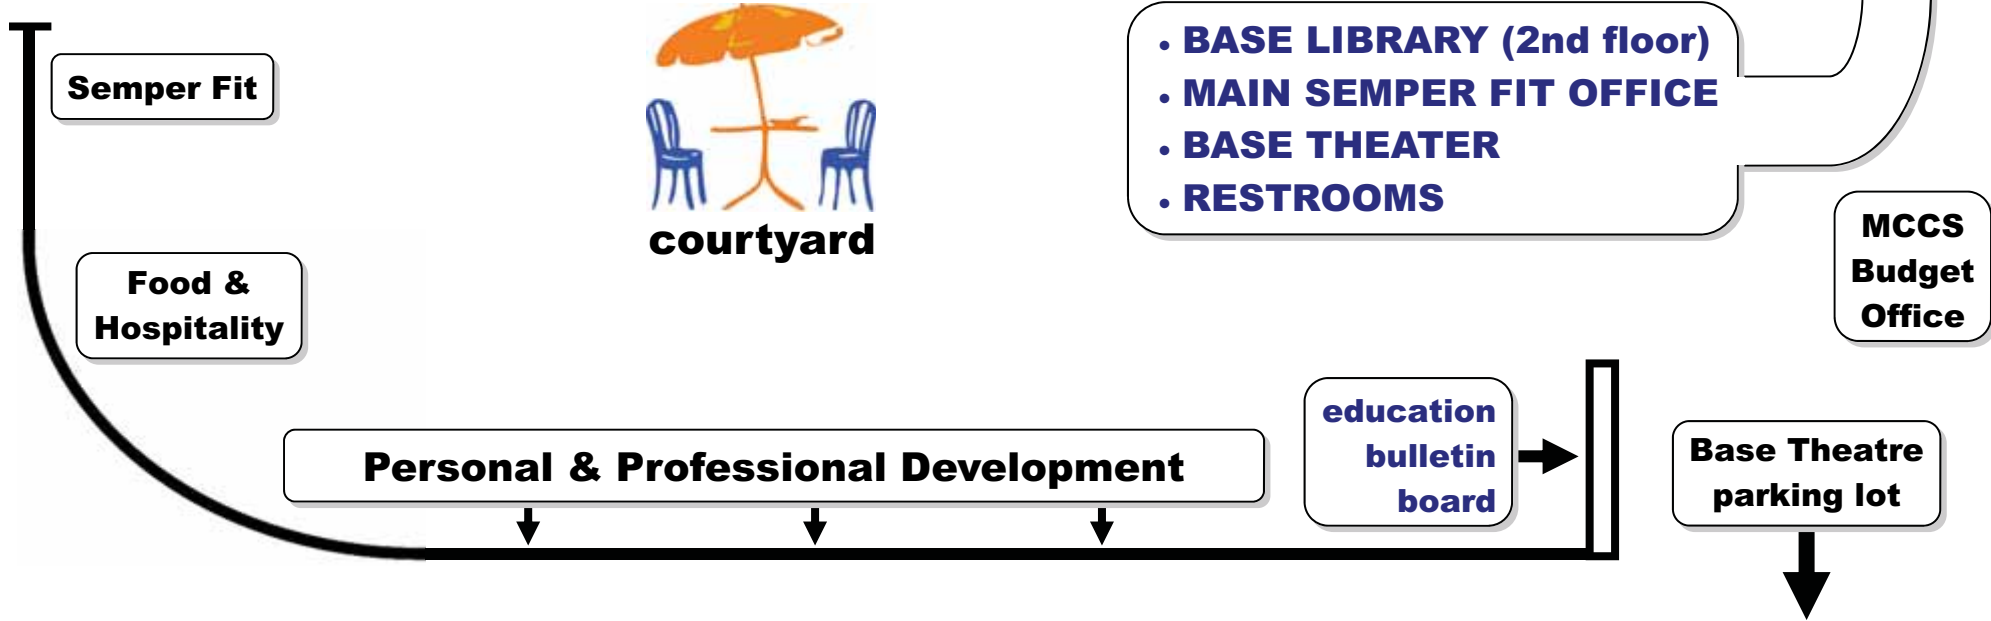 Semper Fit
courtyard
• BASE LIBRARY (2nd floor)
• MAIN SEMPER FIT OFFICE
• BASE THEATER
• RESTROOMS
MCCS
Budget
Office
Food &
Hospitality
Personal & Professional Development
education
bulletin
board
Base Theatre
parking lot